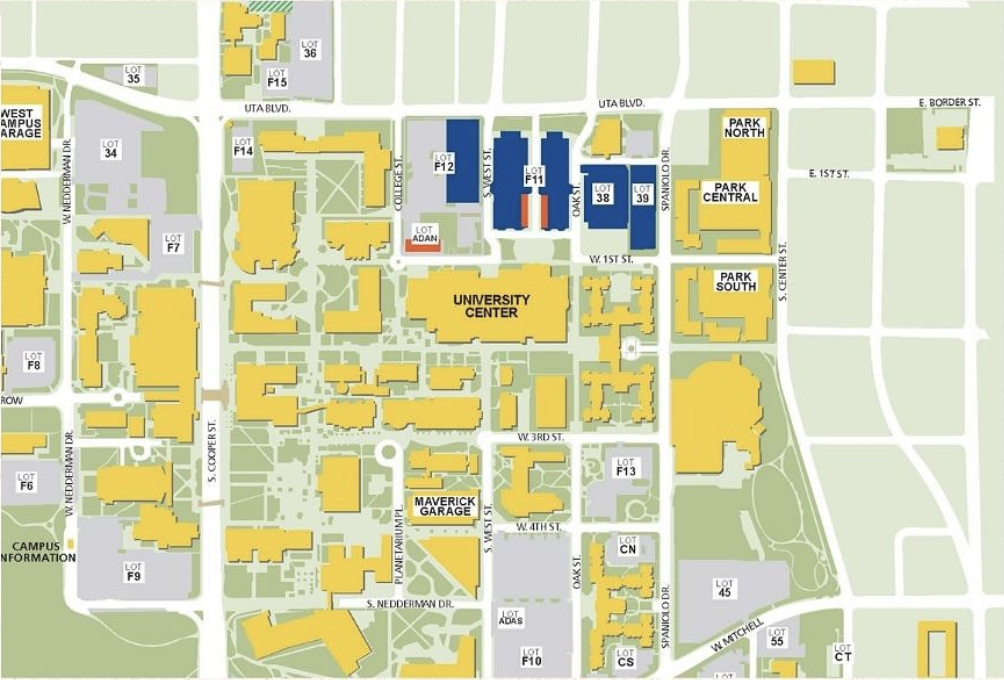 LOT
36
LOT
35
LOT
F15
UTA BLVD.
UTA BLVD.
E. BORDER ST.
WEST
AMPUS
ARAGE
PARK
NORTH
LOT
34
LOT
F14
LOT
F12
LOT
F11
E. 1ST ST.
W. NEDDERMAN DR.
COLLEGE ST.
S. WEST ST.
OAK ST.
LOT
38
LOT
39
SPANIOLO DR.
PARK
CENTRAL
LOT
F7
LOT
ADAN
W. 1ST ST.
S. CENTER ST.
PARK
SOUTH
UNIVERSITY
CENTER
LOT
F8
ROW
S. COOPER ST.
W. 3RD ST.
W. NEDDERMAN DR.
LOT
F6
LOT
F13
MAVERICK
GARAGE
S. WEST ST.
W. 4TH ST.
CAMPUS
NFORMATION
LOT
CN
PLANETARIUM PL.
OAK ST.
LOT
F9
LOT
45
SPANIOLO DR.
S. NEDDERMAN DR.
LOT
ADAS
W. MITCHELL
LOT
55
LOT
F10
LOT
CS
LOT
CT
LOT